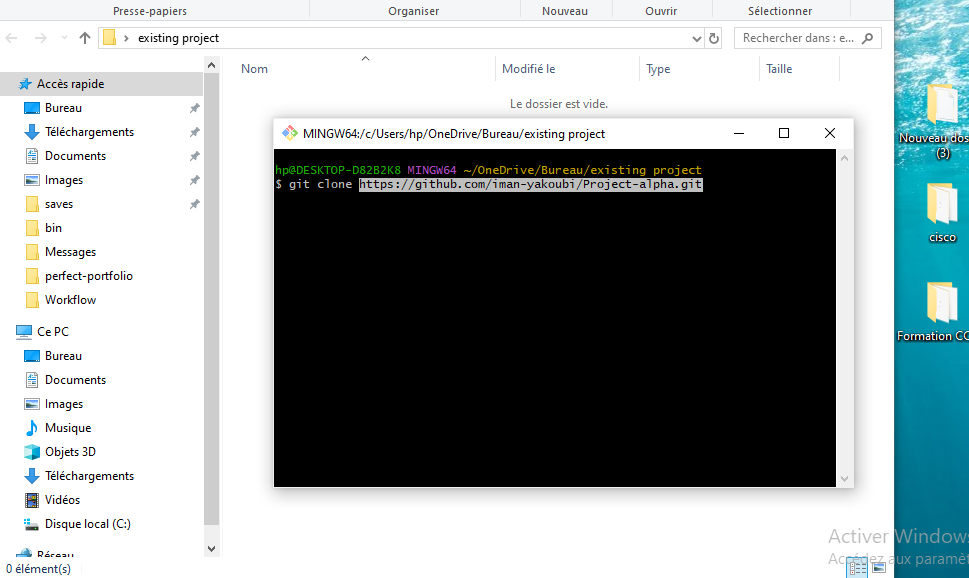 Presse-papiers Organiser Nouveau Ouvrir Sélectionner
existing project Rechercher dans : e...
Nom Modifié le Type Taille
Le dossier est vide.
Accès rapide
Bureau
Téléchargements
Documents
Images
saves
bin
Messages
perfect-portfolio
Workflow
Ce PC
Bureau
Documents
Images
Musique
Objets 3D
Téléchargements
Vidéos
Disque local (C:)
Réseau
0 élément(s)
MINGW64:/c/Users/hp/OneDrive/Bureau/existing project
hp@DESKTOP-D82B2K8 MINGW64 ~/OneDrive/Bureau/existing project
$ git clone https://github.com/iman-yakoubi/Project-alpha.git
Nouveau dos
(3)
cisco
Formation CC
Activer Windows
Accédez aux paramèt